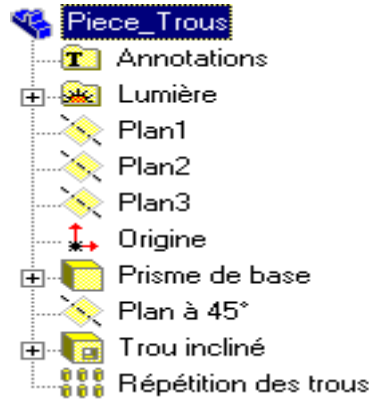 Piece_Trous
Annotations
Lumière
Plan1
Plan2
Plan3
Origine
Prisme de base
Plan à 45°
Trou incliné
Répétition des trous